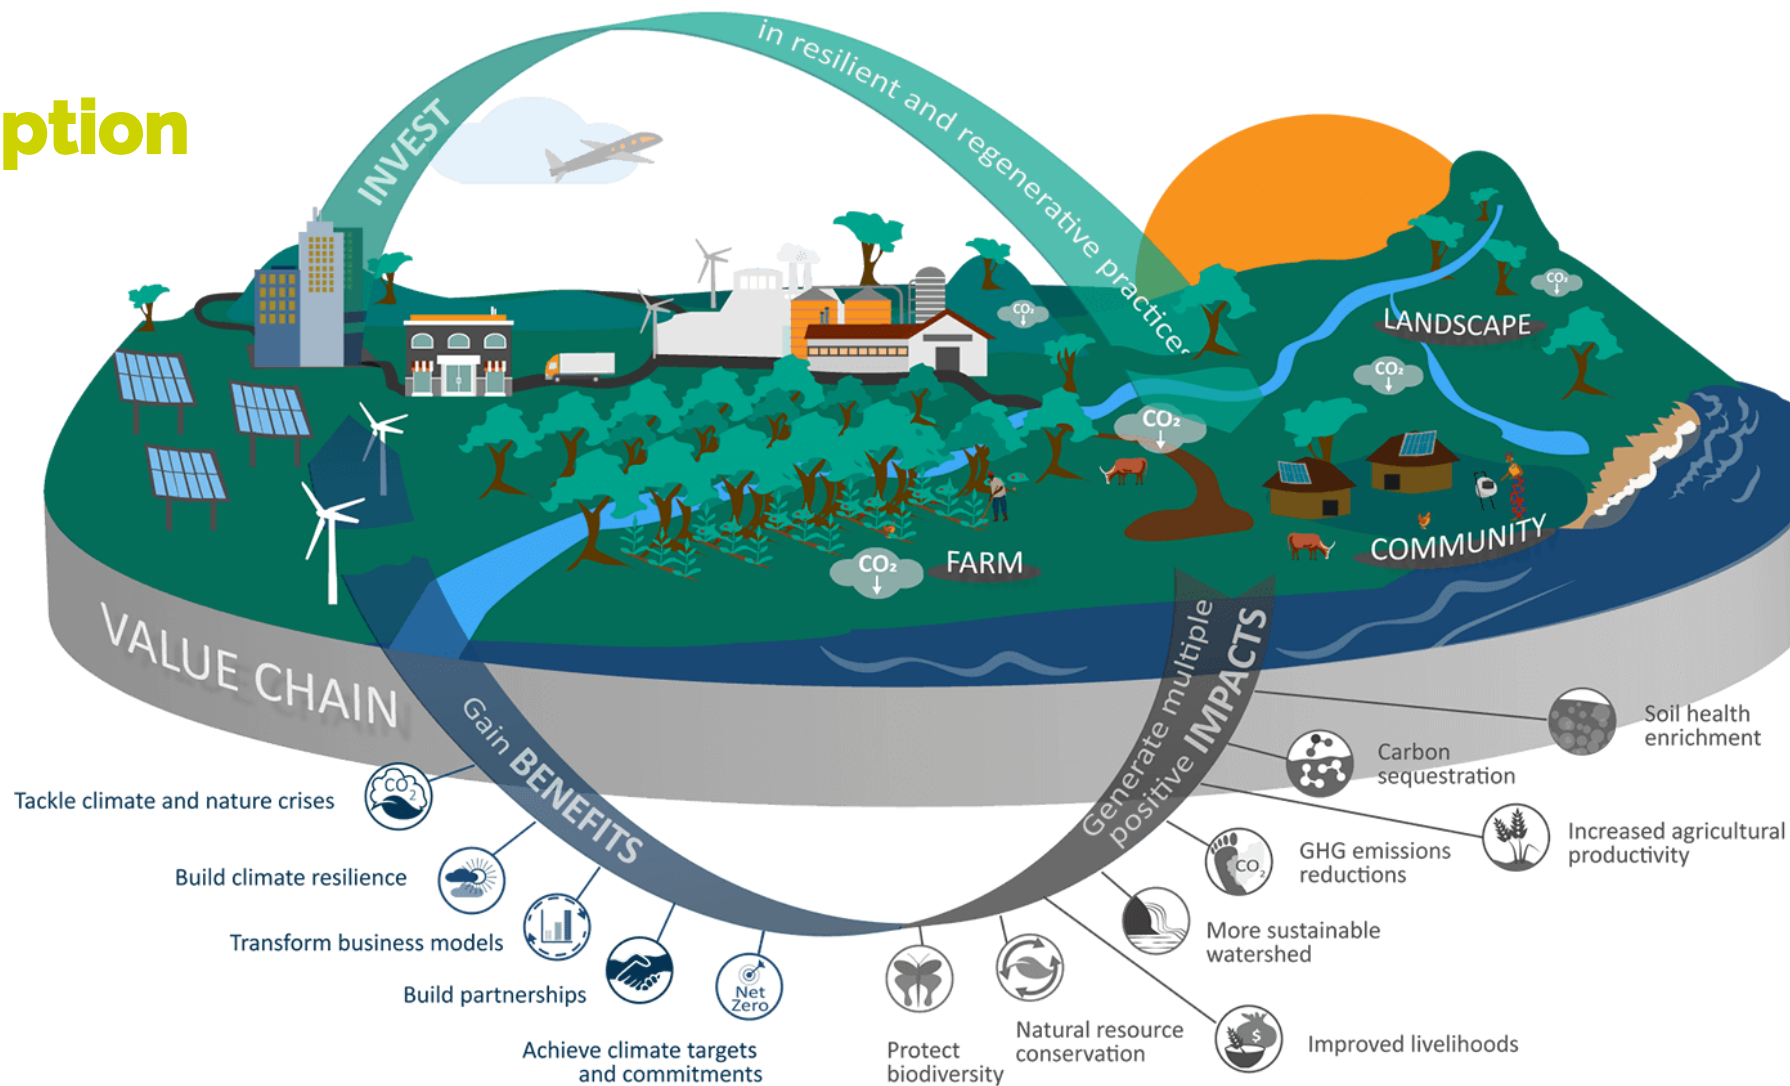 ption
INVEST
in resilient and regenerative practices
CO₂
CO₂
LANDSCAPE
CO₂
CO₂
COMMUNITY
CO₂
FARM
VALUE CHAIN
Gain BENEFITS
Generate multiple
positive IMPACTS
CO₂
Tackle climate and nature crises
Build climate resilience
Transform business models
Build partnerships
Net
Zero
Achieve climate targets
and commitments
Soil health
enrichment
Carbon
sequestration
Increased agricultural
productivity
CO₂
GHG emissions
reductions
More sustainable
watershed
$
Improved livelihoods
Natural resource
conservation
Protect
biodiversity